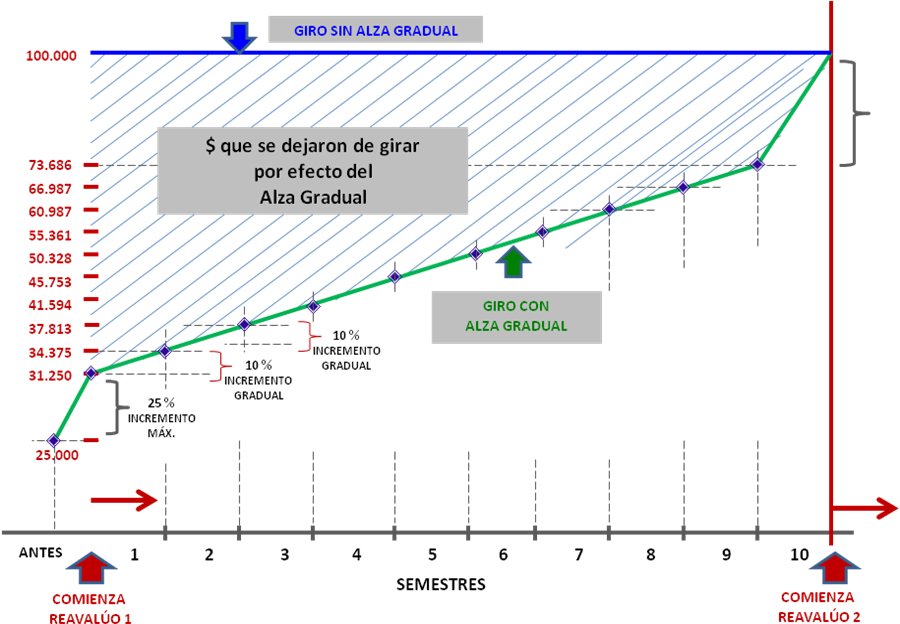 GIRO SIN ALZA GRADUAL
100.000
$ que se dejaron de girar
por efecto del
Alza Gradual
73.686
66.987
60.987
55.361
50.328
45.753
41.594
37.813
34.375
31.250
25.000
GIRO CON
ALZA GRADUAL
10 %
INCREMENTO
GRADUAL
10 %
INCREMENTO
GRADUAL
25 %
INCREMENTO
MÁX.
ANTES
1
2
3
4
5
6
7
8
9
10
SEMESTRES
COMIENZA
REAVALÚO 1
COMIENZA
REAVALÚO 2